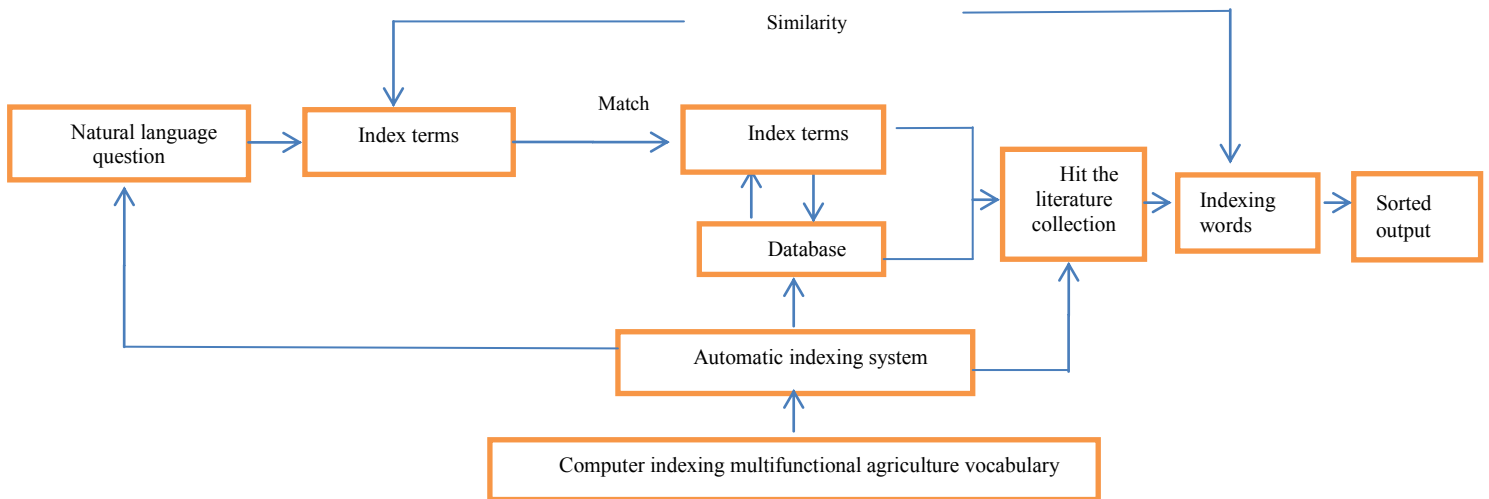 Similarity
Match
Natural language
question
Index terms
Index terms
Hit the
literature
collection
Indexing
words
Sorted
output
Database
Automatic indexing system
Computer indexing multifunctional agriculture vocabulary